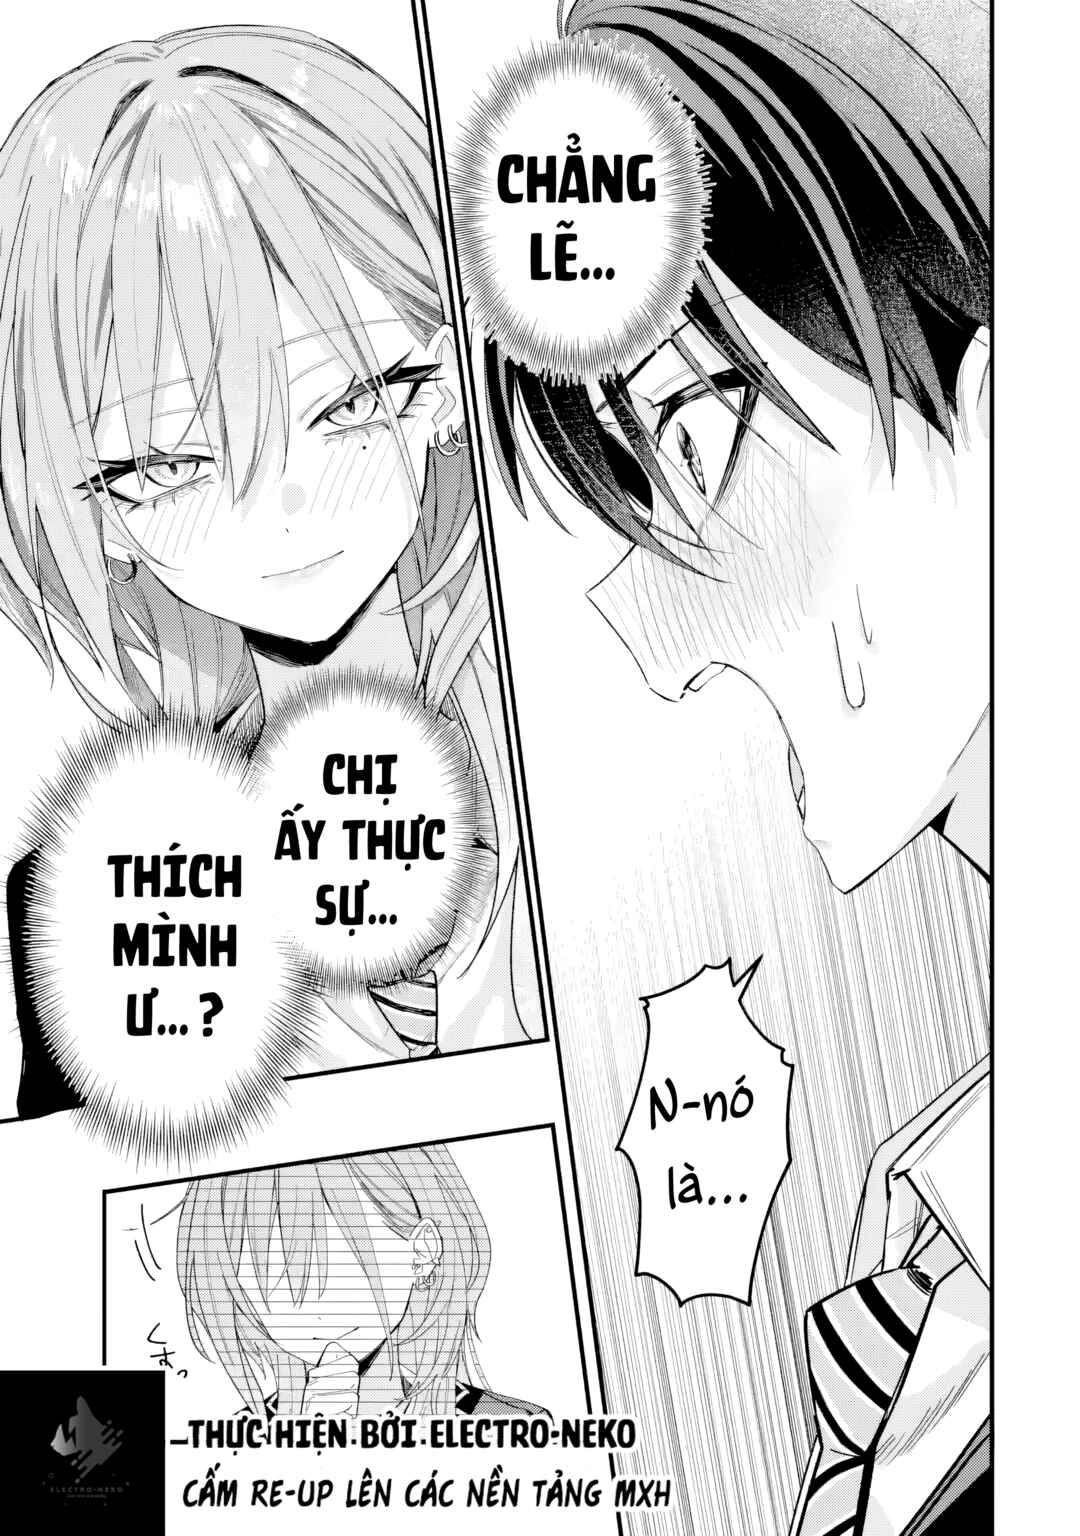 CHẲNG
LẼ...
CHỊ
ẤY THỰC
SỰ...
THÍCH
MÌNH
Ư...?
N-nó
là...
くすっ
THỰC HIỆN BỞI ELECTRO-NEKO
CẤM RE-UP LÊN CÁC NỀN TẢNG MXH
ELECTRO-NEKO